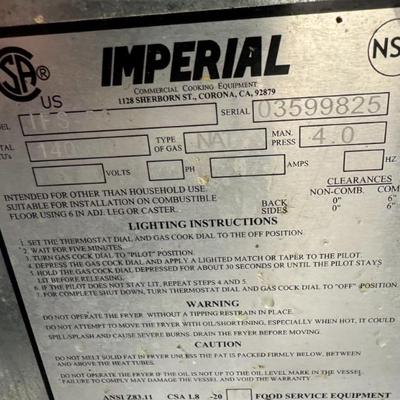 SA ® IMPERIAL NS
US
COMMERCIAL COOKING EQUIPMENT
1128 SHERBORN ST., CORONA, CA, 92879
DEL SERIAL 03599825
TAL BTU'S 140 TYPE OF GAS NAT MAN. PRESS 4.0
VOLTS PH AMPS HZ
CLEARANCES
INTENDED FOR OTHER THAN HOUSEHOLD USE. NON-COMB. COM
SUITABLE FOR INSTALLATION ON COMBUSTIBLE BACK 0" 6"
FLOOR USING 6 IN ADJ. LEG OR CASTER. SIDES 0" 6"
LIGHTING INSTRUCTIONS
1. SET THE THERMOSTAT DIAL AND GAS COCK DIAL TO THE OFF POSITION.
2. WAIT FOR FIVE MINUTES.
3. TURN GAS COCK DIAL TO "PILOT" POSITION.
4. DEPRESS THE GAS COCK DIAL AND APPLY A LIGHTED MATCH OR TAPER TO THE PILOT.
5. HOLD THE GAS COCK DIAL DEPRESSED FOR ABOUT 30 SECONDS OR UNTIL THE PILOT STAYS
LIT BEFORE RELEASING.
6. IF THE PILOT DOES NOT STAY LIT, REPEAT STEPS 4 AND 5.
7. FOR COMPLETE SHUT DOWN, TURN THERMOSTAT AND GAS COCK DIAL TO "OFF" POSITION.
WARNING
DO NOT OPERATE THE FRYER WITHOUT A TIPPING RESTRAINT IN PLACE.
DO NOT ATTEMPT TO MOVE THE FRYER WITH OIL/SHORTENING, ESPECIALLY WHEN HOT, IT COULD
SPILL/SPLASH AND CAUSE SEVERE BURNS. DRAIN THE FRYER BEFORE MOVING.
CAUTION
DO NOT MELT SOLID FAT IN FRYER UNLESS THE FAT IS PACKED FIRMLY BELOW, BETWEEN
AND ABOVE THE HEAT TUBES.
DO NOT OPERATE THE FRYER WITH OIL LEVEL BELOW THE "OIL LEVEL" MARK.
FAILURE TO COMPLY MAY DAMAGE THE VESSEL AND VOID THE WARRANTY.
ANSI Z83.11 CSA 1.8 -20 FOOD SERVICE EQUIPMENT